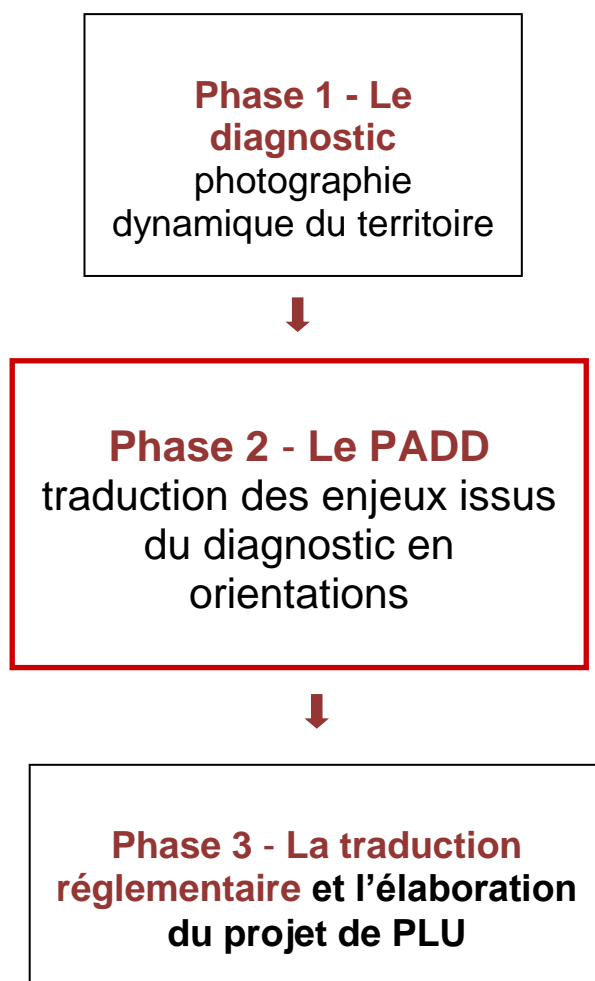 Phase 1 - Le
diagnostic
photographie
dynamique du territoire
Phase 2 - Le PADD
traduction des enjeux issus
du diagnostic en
orientations
Phase 3 - La traduction
réglementaire et l’élaboration
du projet de PLU